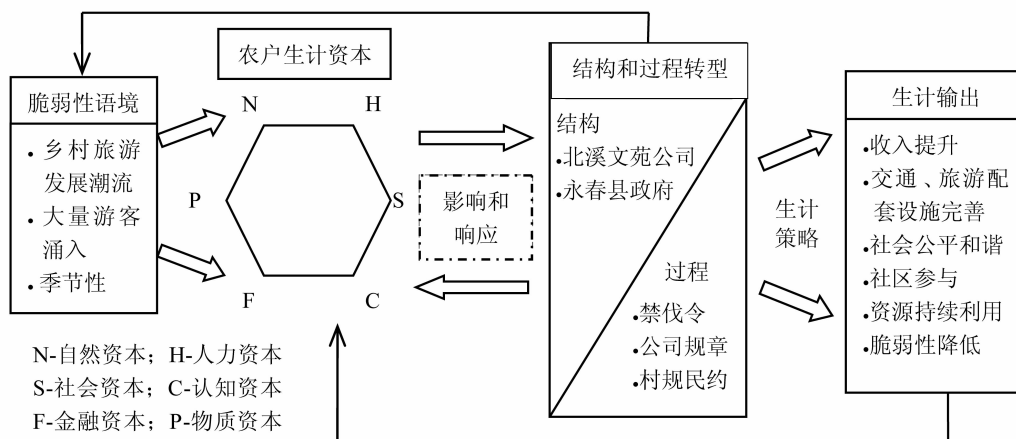 脆弱性语境
·乡村旅游
发展潮流
·大量游客
涌入
·季节性
农户生计资本
N
H
P
S
F
C
N-自然资本；H-人力资本
S-社会资本；C-认知资本
F-金融资本；P-物质资本
影响和
响应
结构和过程转型
结构
·北溪文苑公司
·永春县政府
过程
·禁伐令
·公司规章
·村规民约
生计
策略
生计输出
·收入提升
·交通、旅游配
套设施完善
·社会公平和谐
·社区参与
·资源持续利用
·脆弱性降低